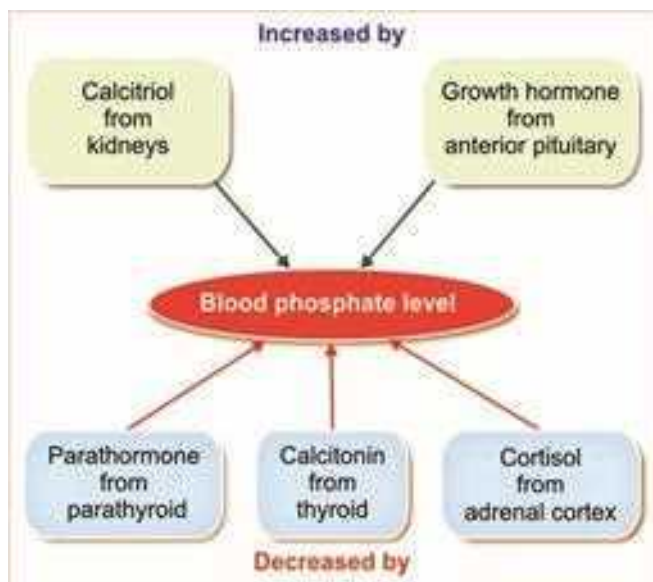 Increased by
Calcitriol
from
kidneys
Growth hormone
from
anterior pituitary
Blood phosphate level
Parathormone
from
parathyroid
Calcitonin
from
thyroid
Cortisol
from
adrenal cortex
Decreased by